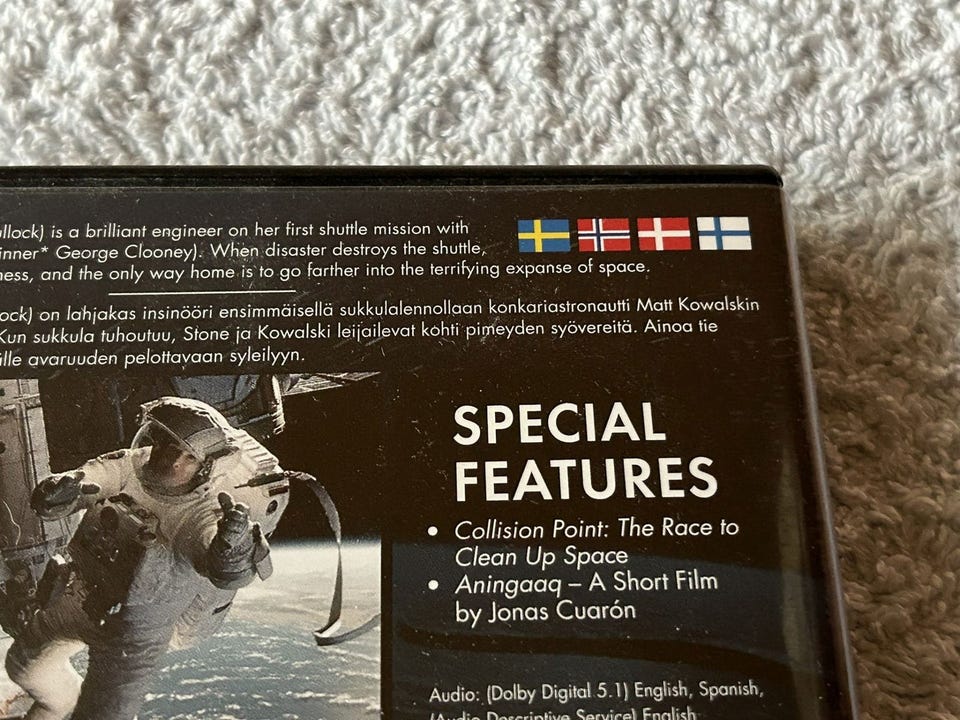 llock) is a brilliant engineer on her first shuttle mission with
inner* George Clooney). When disaster destroys the shuttle,
ness, and the only way home is to go farther into the terrifying expanse of space.
ock) on lahjakas insinööri ensimmäisellä sukkulalennollaan konkariastronautti Matt Kowalskin
Kun sukkula tuhoutuu, Stone ja Kowalski leijailevat kohti pimeyden syövereitä. Ainoa tie
ille avaruuden pelottavaan syleilyyn.
SPECIAL
FEATURES
• Collision Point: The Race to
Clean Up Space
• Aningaaq – A Short Film
by Jonas Cuarón
Audio: (Dolby Digital 5.1) English, Spanish,
(Audio Descriptive Service) English